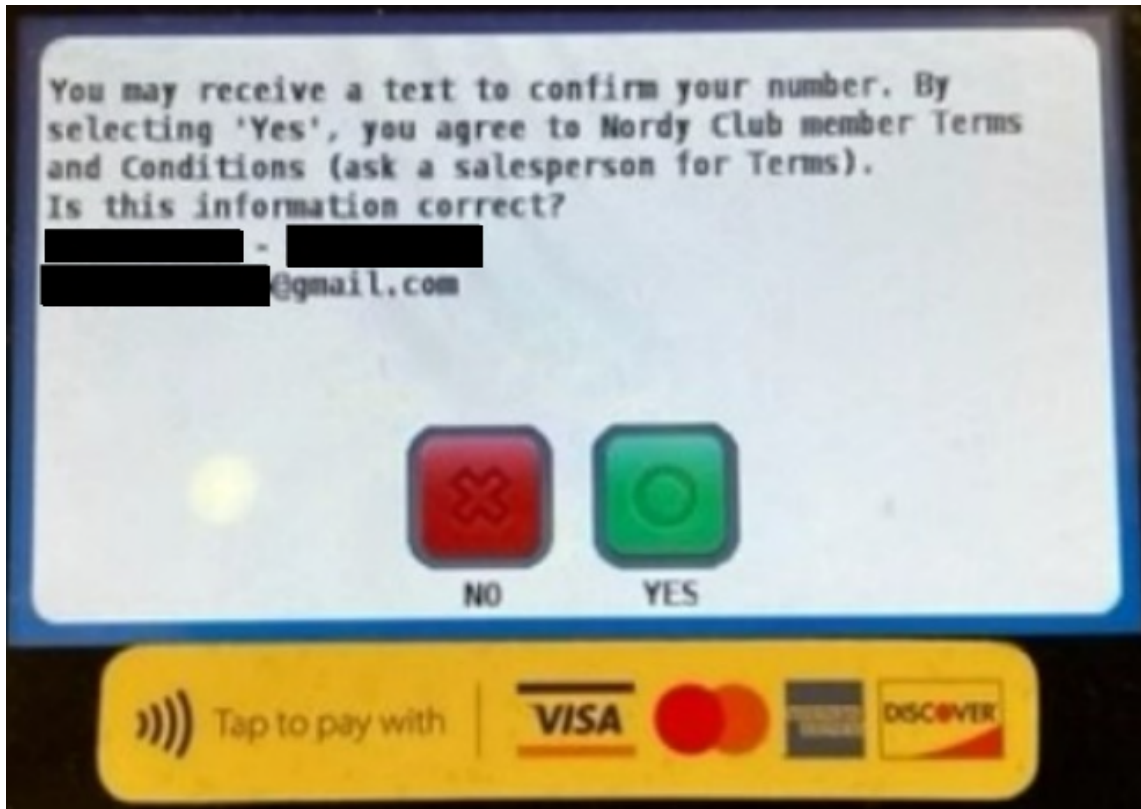 You may receive a text to confirm your number. By
selecting 'Yes', you agree to Nordy Club member Terms
and Conditions (ask a salesperson for Terms).
Is this information correct?
-
@gmail.com
NO YES
Tap to pay with VISA AMERICAN EXPRESS DISCOVER